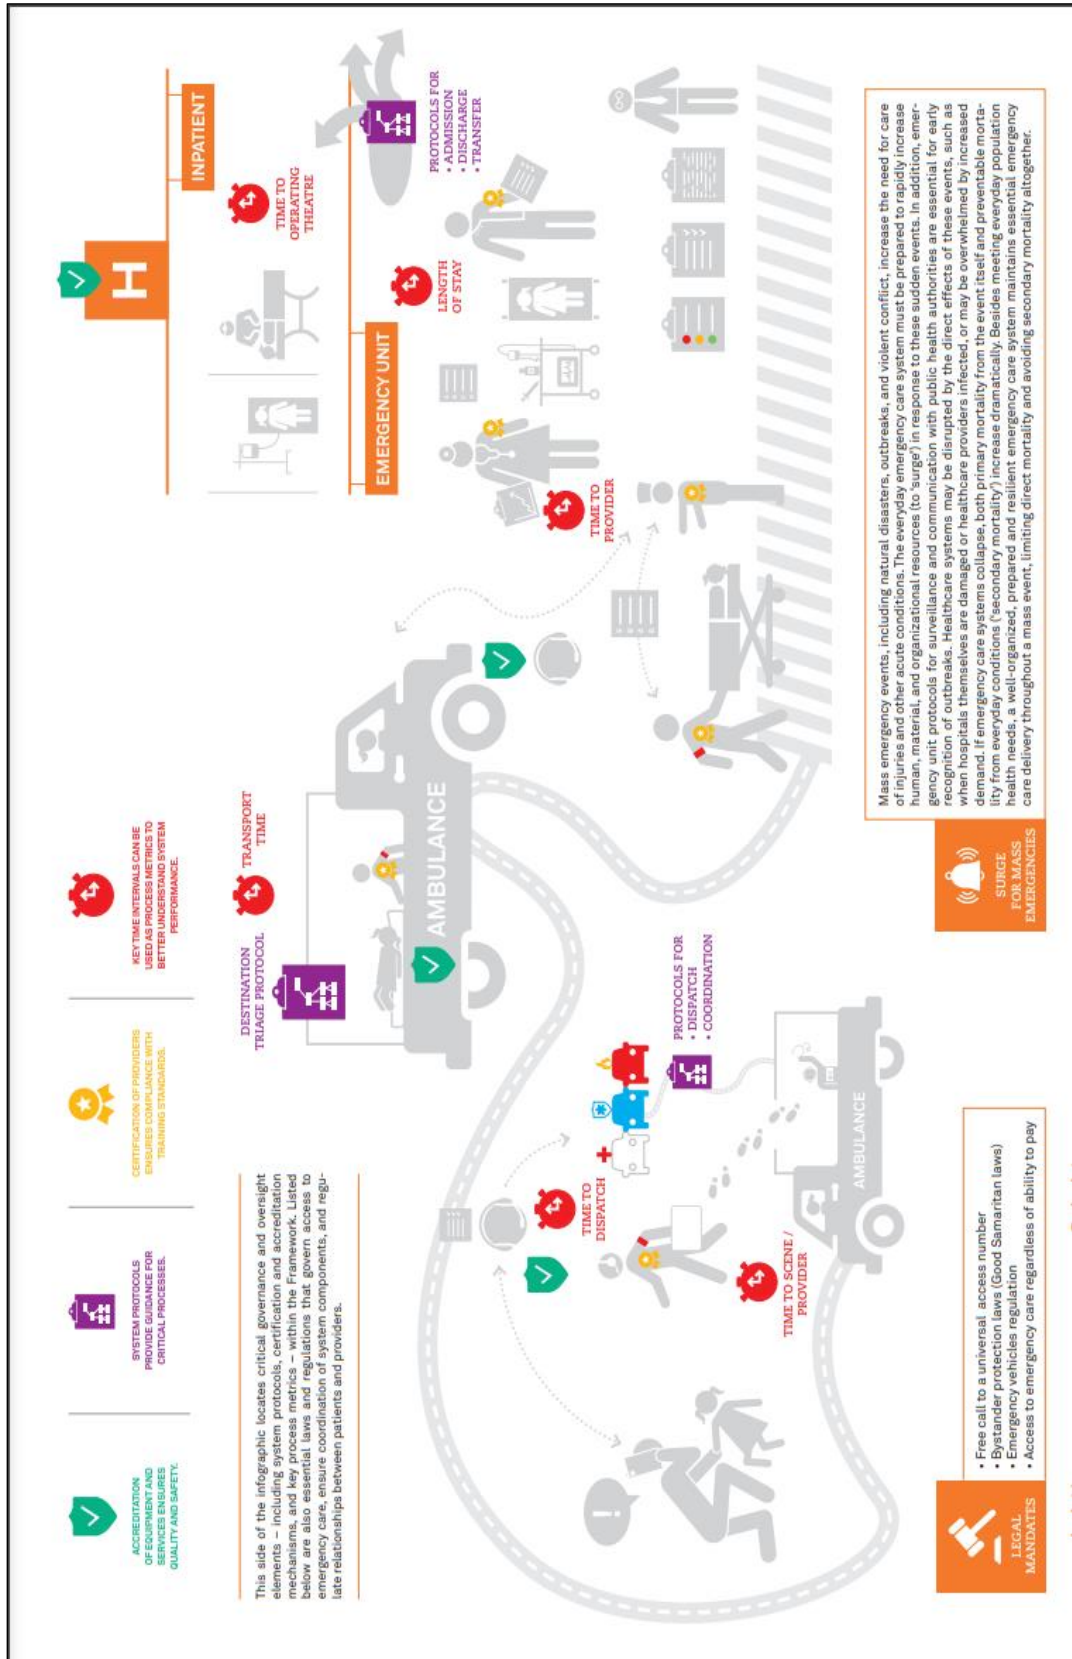 ACCREDITATION
OF EQUIPMENT AND
SERVICES ENSURES
QUALITY AND SAFETY.
SYSTEM PROTOCOLS
PROVIDE GUIDANCE FOR
CRITICAL PROCESSES.
CERTIFICATION OF PROVIDERS
ENSURES COMPLIANCE WITH
TRAINING STANDARDS.
KEY TIME INTERVALS CAN BE
USED AS PROCESS METRICS TO
BETTER UNDERSTAND SYSTEM
PERFORMANCE.
This side of the infographic locates critical governance and oversight
elements – including system protocols, certification and accreditation
mechanisms, and key process metrics – within the Framework. Listed
below are also essential laws and regulations that govern access to
emergency care, ensure coordination of system components, and regu-
late relationships between patients and providers.
H
INPATIENT
TIME TO
OPERATING
THEATRE
EMERGENCY UNIT
LENGTH
OF STAY
PROTOCOLS FOR
• ADMISSION
• DISCHARGE
• TRANSFER
TIME TO
PROVIDER
DESTINATION
TRIAGE PROTOCOL
TRANSPORT
TIME
AMBULANCE
TIME TO
DISPATCH
PROTOCOLS FOR
• DISPATCH
• COORDINATION
TIME TO SCENE /
PROVIDER
AMBULANCE
LEGAL
MANDATES
• Free call to a universal access number
• Bystander protection laws (Good Samaritan laws)
• Emergency vehicles regulation
• Access to emergency care regardless of ability to pay
SURGE
FOR MASS
EMERGENCIES
Mass emergency events, including natural disasters, outbreaks, and violent conflict, increase the need for care
of injuries and other acute conditions. The everyday emergency care system must be prepared to rapidly increase
human, material, and organizational resources (to 'surge') in response to these sudden events. In addition, emer-
gency unit protocols for surveillance and communication with public health authorities are essential for early
recognition of outbreaks. Healthcare systems may be disrupted by the direct effects of these events, such as
when hospitals themselves are damaged or healthcare providers infected, or may be overwhelmed by increased
demand. If emergency care systems collapse, both primary mortality from the event itself and preventable morta-
lity from everyday conditions ('secondary mortality') increase dramatically. Besides meeting everyday population
health needs, a well-organized, prepared and resilient emergency care system maintains essential emergency
care delivery throughout a mass event, limiting direct mortality and avoiding secondary mortality altogether.